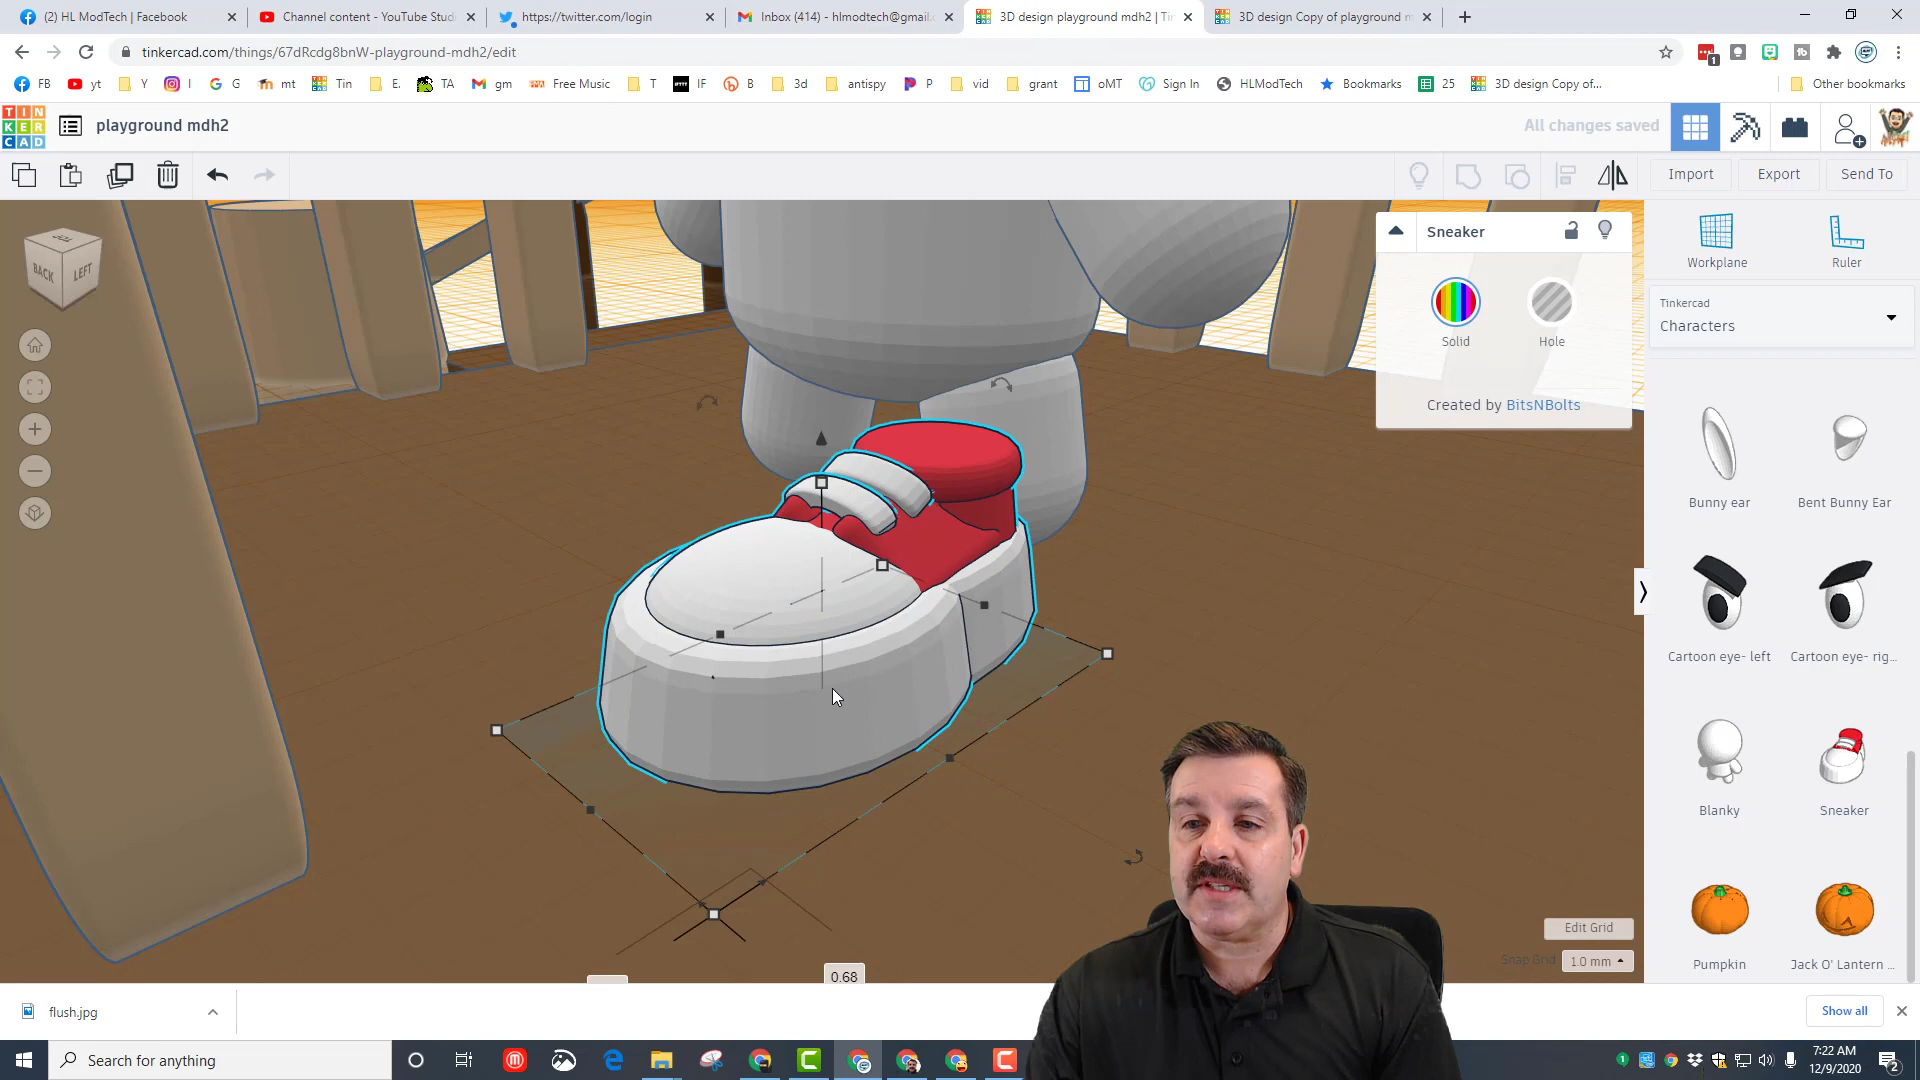 (2) HL ModTech | Facebook
Channel content - YouTube Studi
https://twitter.com/login
Inbox (414) - hlmodtech@gmail.c
3D design playground mdh2 | Tin
3D design Copy of playground m
tinkercad.com/things/67dRcdg8bnW-playground-mdh2/edit
FB yt Y I G mt Tin E. TA gm Free Music T IF B 3d antispy P vid grant oMT Sign In HLModTech Bookmarks 25 3D design Copy of... Other bookmarks
TIN
KER
CAD
playground mdh2
All changes saved
Import Export Send To
TOP
BACK LEFT
Sneaker
Solid Hole
Created by BitsNBolts
Workplane Ruler
Tinkercad
Characters
Bunny ear Bent Bunny Ear
Cartoon eye- left Cartoon eye- rig...
Blanky Sneaker
Pumpkin Jack O' Lantern ...
Edit Grid
Snap Grid 1.0 mm
0.68
flush.jpg
Show all
Search for anything
7:22 AM
12/9/2020
2